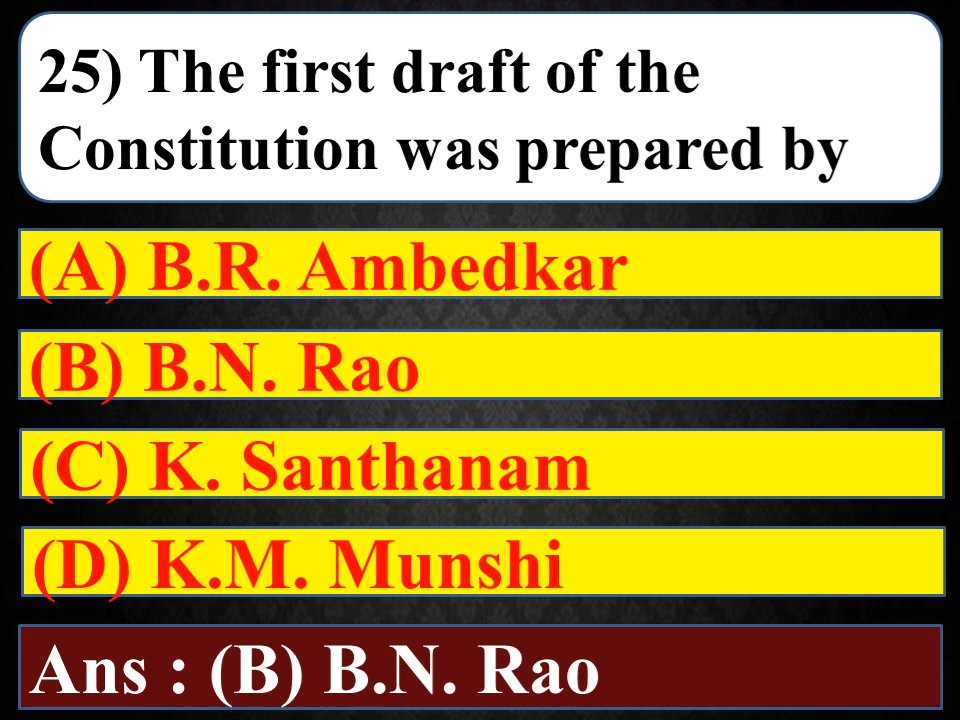 25) The first draft of the
Constitution was prepared by
(A) B.R. Ambedkar
(B) B.N. Rao
(C) K. Santhanam
(D) K.M. Munshi
Ans : (B) B.N. Rao